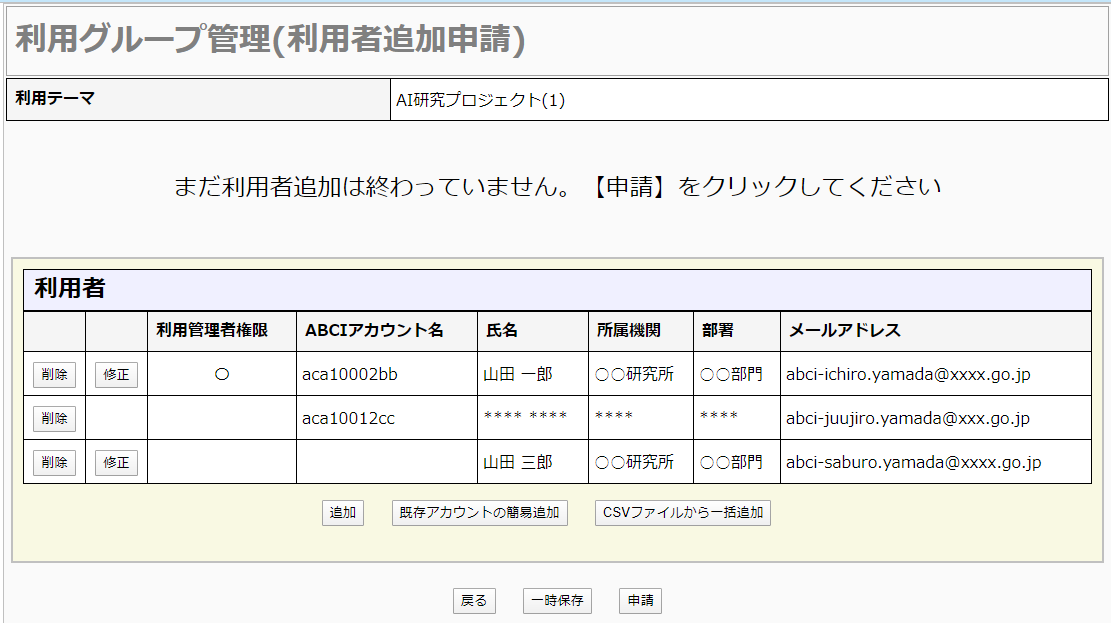 利用グループ管理(利用者追加申請)
利用テーマ AI研究プロジェクト(1)
まだ利用者追加は終わっていません。【申請】をクリックしてください
利用者
利用管理者権限 ABCIアカウント名 氏名 所属機関 部署 メールアドレス
削除 修正 〇 aca10002bb 山田 一郎 〇〇研究所 〇〇部門 abci-ichiro.yamada@xxxx.go.jp
削除 aca10012cc **** **** **** **** abci-juujiro.yamada@xxx.go.jp
削除 修正 山田 三郎 〇〇研究所 〇〇部門 abci-saburo.yamada@xxxx.go.jp
追加 既存アカウントの簡易追加 CSVファイルから一括追加
戻る 一時保存 申請